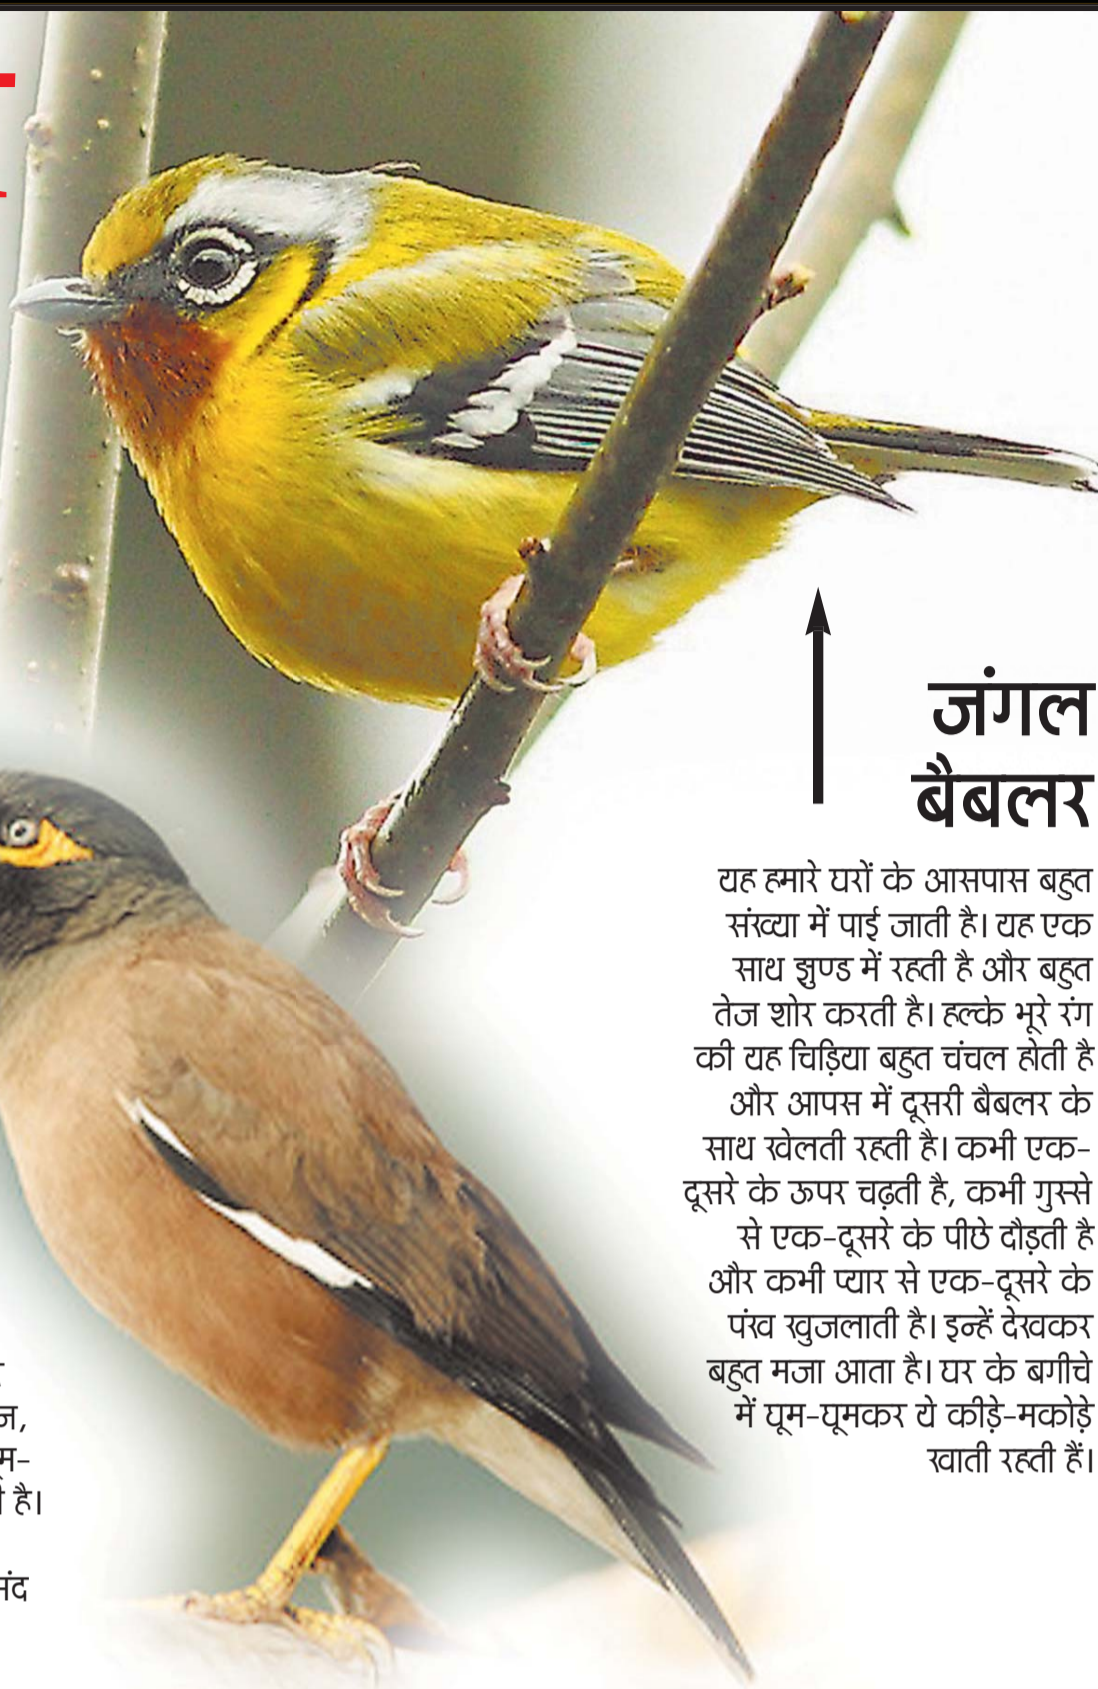 जंगल
बैबलर
यह हमारे घरों के आसपास बहुत
संख्या में पाई जाती है। यह एक
साथ झुण्ड में रहती है और बहुत
तेज शोर करती है। हल्के भूरे रंग
की यह चिड़िया बहुत चंचल होती है
और आपस में दूसरी बैबलर के
साथ खेलती रहती है। कभी एक-
दूसरे के ऊपर चढ़ती है, कभी गुस्से
से एक-दूसरे के पीछे दौड़ती है
और कभी प्यार से एक-दूसरे के
पंख खुजलाती है। इन्हें देखकर
बहुत मजा आता है। घर के बगीचे
में घूम-घूमकर ये कीड़े-मकोड़े
खाती रहती हैं।
है।